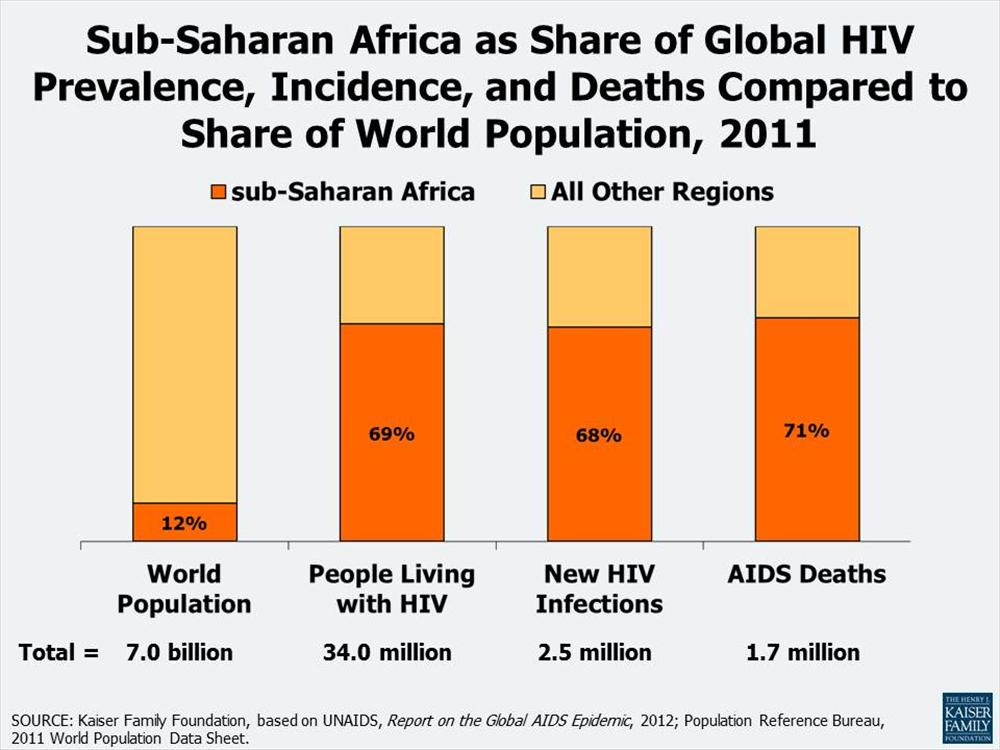 Sub-Saharan Africa as Share of Global HIV
Prevalence, Incidence, and Deaths Compared to
Share of World Population, 2011
sub-Saharan Africa All Other Regions
69% 68% 71%
12%
World People Living New HIV AIDS Deaths
Population with HIV Infections
Total = 7.0 billion 34.0 million 2.5 million 1.7 million
THE HENRY J.
KAISER
FAMILY
FOUNDATION
SOURCE: Kaiser Family Foundation, based on UNAIDS, Report on the Global AIDS Epidemic, 2012; Population Reference Bureau,
2011 World Population Data Sheet.